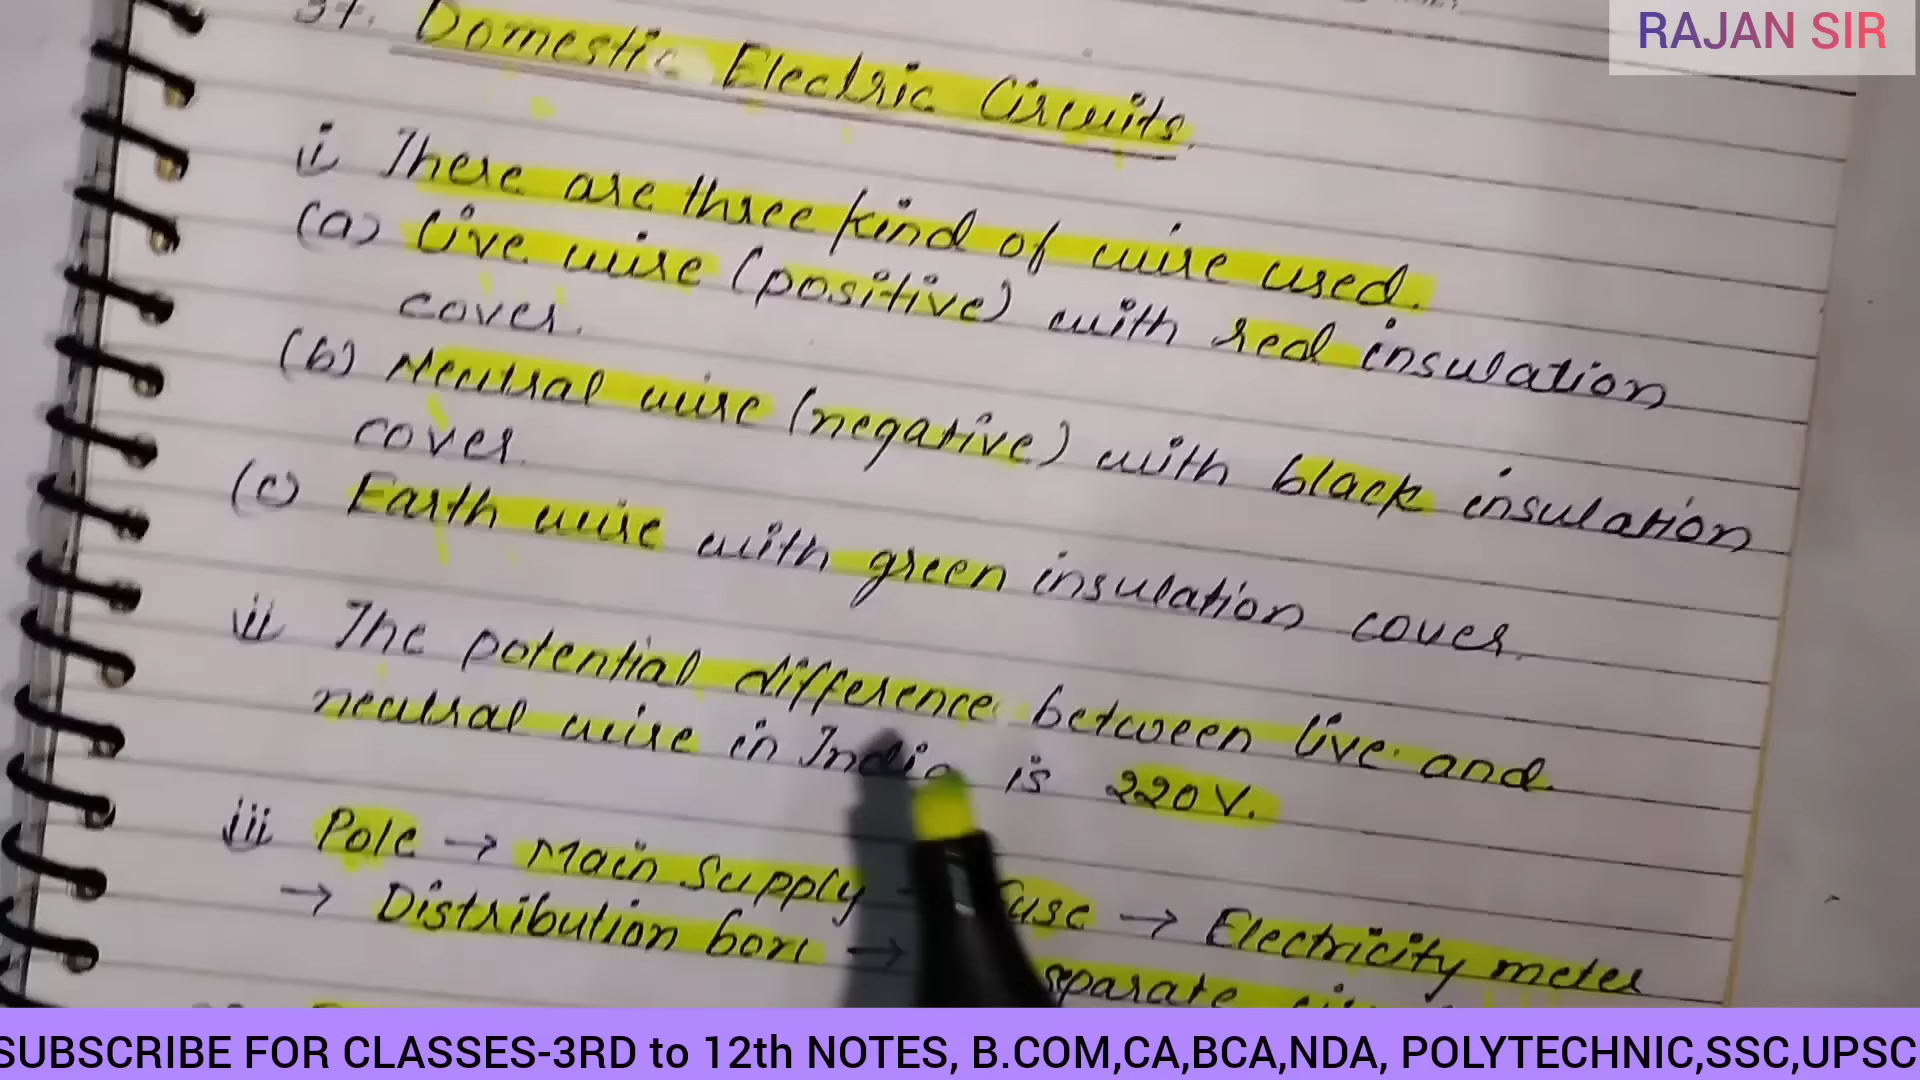 RAJAN SIR
37. Domestic Electric Circuits.
i There are three kind of wire used.
(a) live wire (positive) with red insulation
cover.
(b) Neutral wire (negative) with black insulation
cover.
(c) Earth wire with green insulation cover.
ii The potential difference between live and
neutral wire in India is 220 V.
iii Pole → Main Supply → Fuse → Electricity meter
→ Distribution box → separate
SUBSCRIBE FOR CLASSES-3RD to 12th NOTES, B.COM,CA,BCA,NDA, POLYTECHNIC,SSC,UPSC